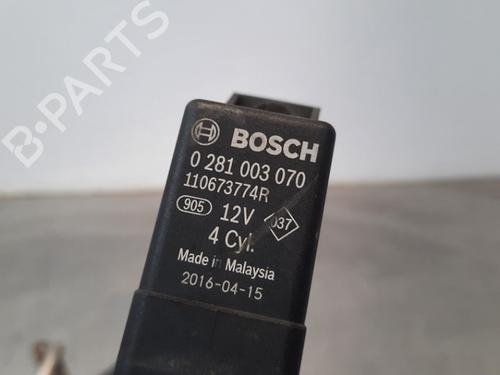 B-PARTS
BOSCH
0 281 003 070
110673774R
905 12V 037
4 Cyl.
Made in Malaysia
2016-04-15